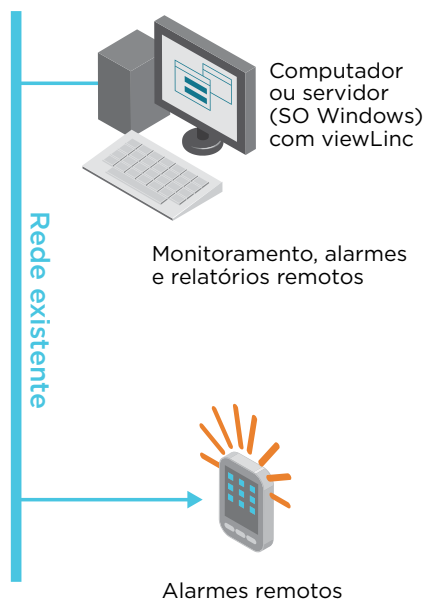 Computador
ou servidor
(SO Windows)
com viewLinc
Monitoramento, alarmes
e relatórios remotos
Rede existente
Alarmes remotos